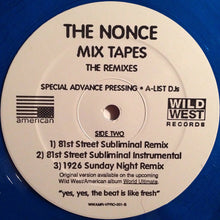 THE NONCE
MIX TAPES
THE REMIXES
SPECIAL ADVANCE PRESSING • A-LIST DJs
american
WILD
WEST
RECORDS
SIDE TWO
1) 81st Street Subliminal Remix
2) 81st Street Subliminal Instrumental
3) 1926 Sunday Night Remix
Original version available on the upcoming
Wild West/American album World Ultimate.
"yes, yes, the beat is like fresh"